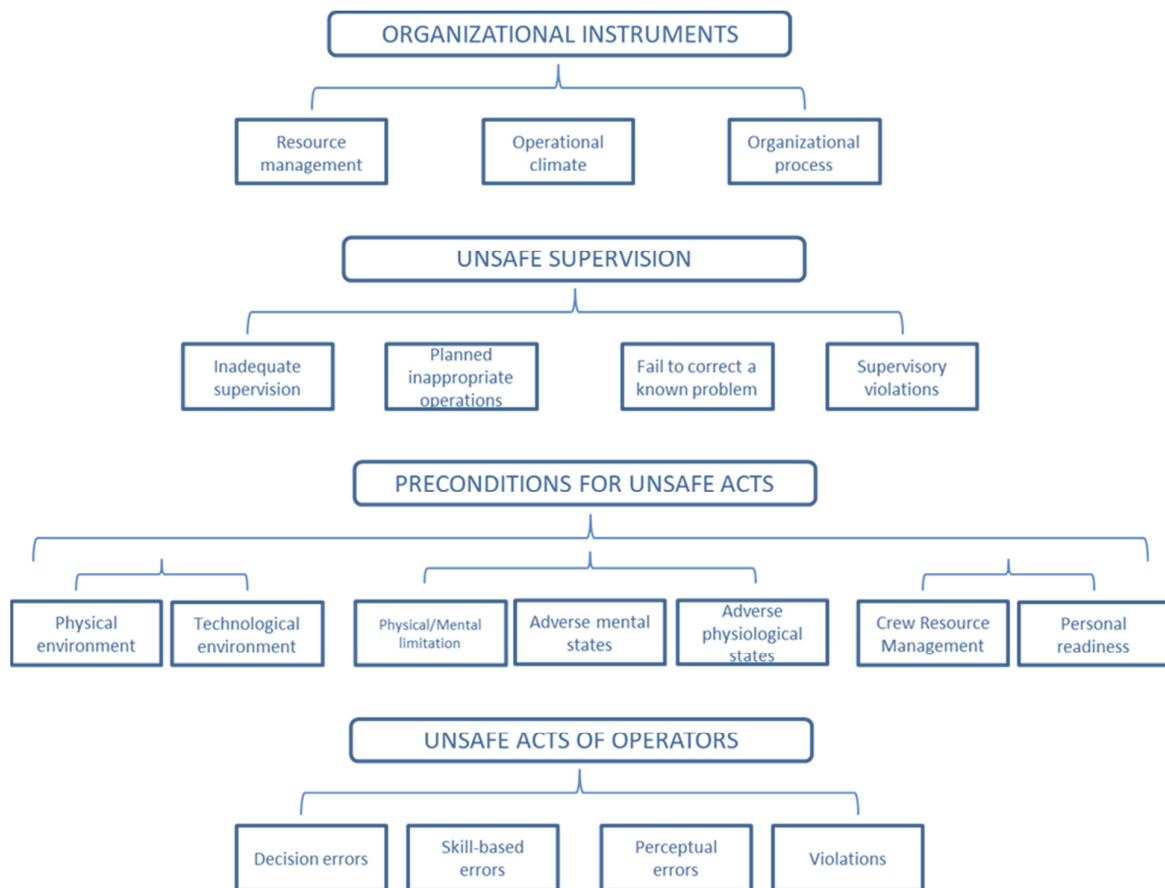 ORGANIZATIONAL INSTRUMENTS
Resource
management
Operational
climate
Organizational
process
UNSAFE SUPERVISION
Inadequate
supervision
Planned
inappropriate
operations
Fail to correct a
known problem
Supervisory
violations
PRECONDITIONS FOR UNSAFE ACTS
Physical
environment
Technological
environment
Physical/Mental
limitation
Adverse mental
states
Adverse
physiological
states
Crew Resource
Management
Personal
readiness
UNSAFE ACTS OF OPERATORS
Decision errors
Skill-based
errors
Perceptual
errors
Violations